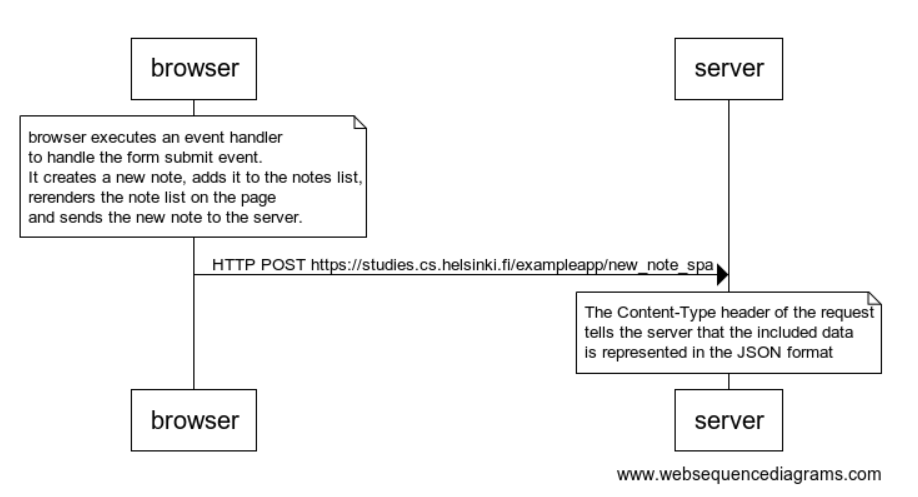 browser
server
browser executes an event handler
to handle the form submit event.
It creates a new note, adds it to the notes list,
rerenders the note list on the page
and sends the new note to the server.
HTTP POST https://studies.cs.helsinki.fi/exampleapp/new_note_spa
The Content-Type header of the request
tells the server that the included data
is represented in the JSON format
browser
server
www.websequencediagrams.com